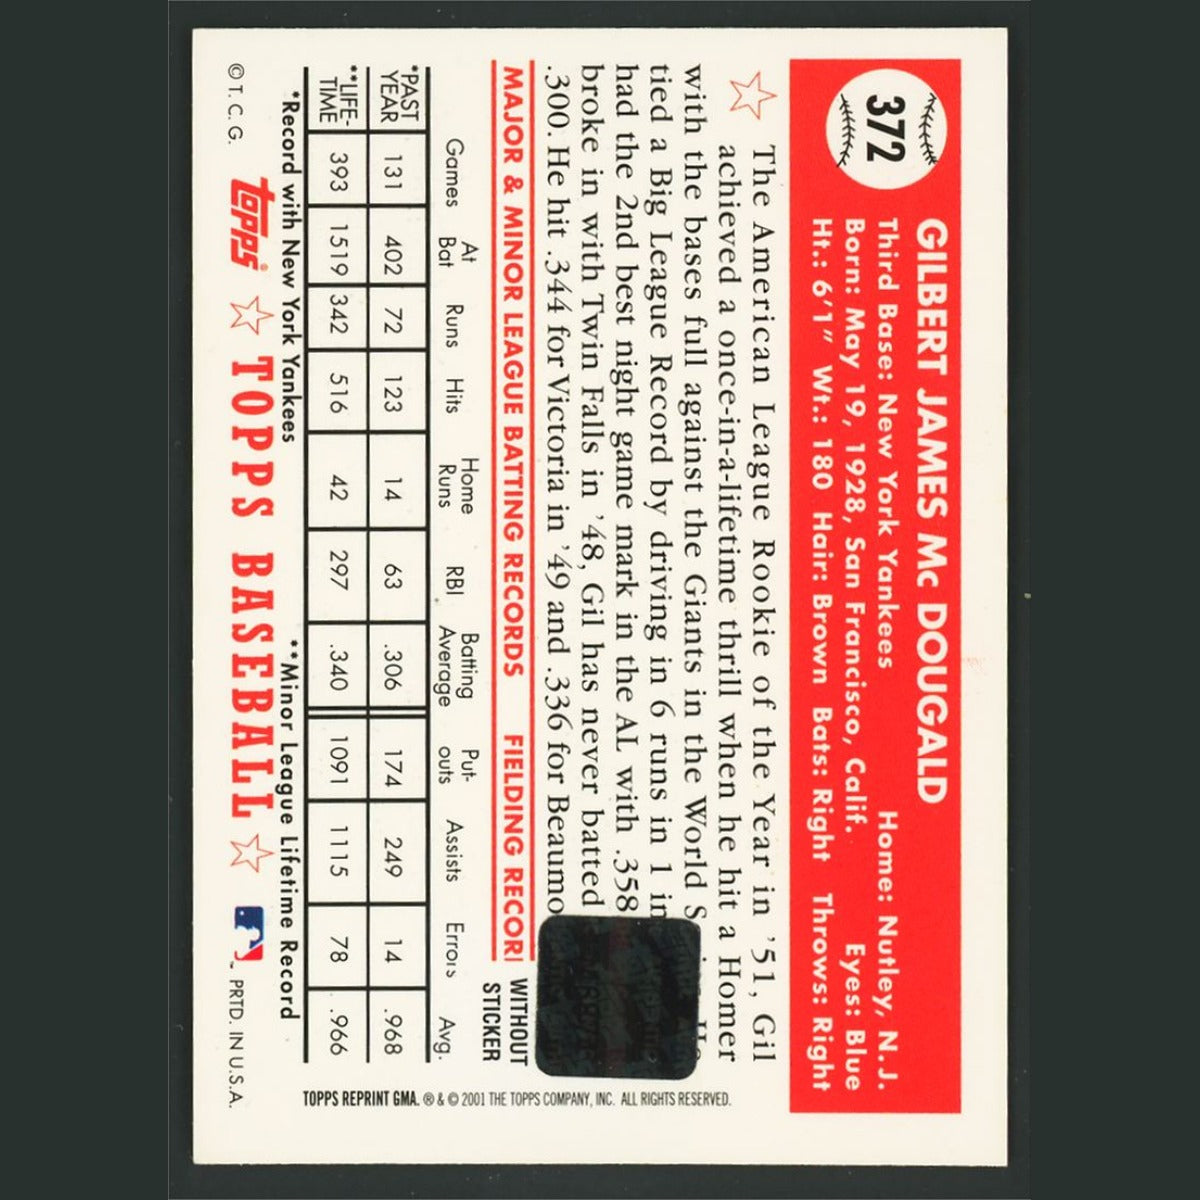 372
GILBERT JAMES Mc DOUGALD
Third Base: New York Yankees Home: Nutley, N.J.
Born: May 19, 1928, San Francisco, Calif. Eyes: Blue
Ht.: 6'1" Wt.: 180 Hair: Brown Bats: Right Throws: Right
The American League Rookie of the Year in '51, Gil
achieved a once-in-a-lifetime thrill when he hit a Homer
with the bases full against the Giants in the World
tied a Big League Record by driving in 6 runs in 1
had the 2nd best night game mark in the AL with .358
broke in with Twin Falls in '48, Gil has never batted
.300. He hit .344 for Victoria in '49 and .336 for
MAJOR & MINOR LEAGUE BATTING RECORDS FIELDING
WITHOUT
STICKER
Games At Bat Runs Hits Home Runs RBI Batting Average Put-outs Assists Errors Avg.
*PAST YEAR 131 402 72 123 14 63 .306 174 249 14 .968
**LIFE-TIME 393 1519 342 516 42 297 .340 1091 1115 78 .966
*Record with New York Yankees **Minor League Lifetime Record
© T. C. G. topps® TOPPS BASEBALL PRTD. IN U.S.A.
TOPPS REPRINT GMA. ® & © 2001 THE TOPPS COMPANY, INC. ALL RIGHTS RESERVED.